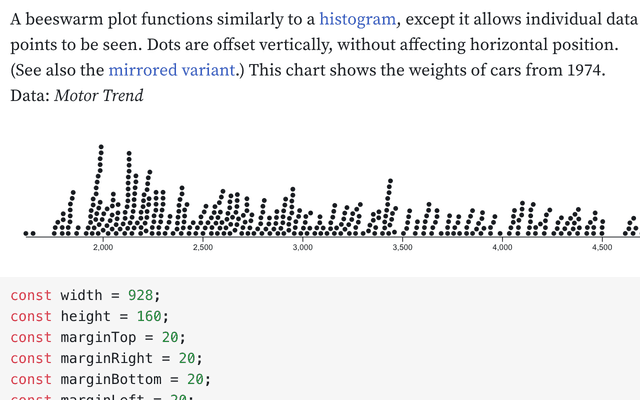 A beeswarm plot functions similarly to a histogram, except it allows individual data
points to be seen. Dots are offset vertically, without affecting horizontal position.
(See also the mirrored variant.) This chart shows the weights of cars from 1974.
Data: Motor Trend
2,000 2,500 3,000 3,500 4,000 4,500
const width = 928;
const height = 160;
const marginTop = 20;
const marginRight = 20;
const marginBottom = 20;
const marginLeft = 20;